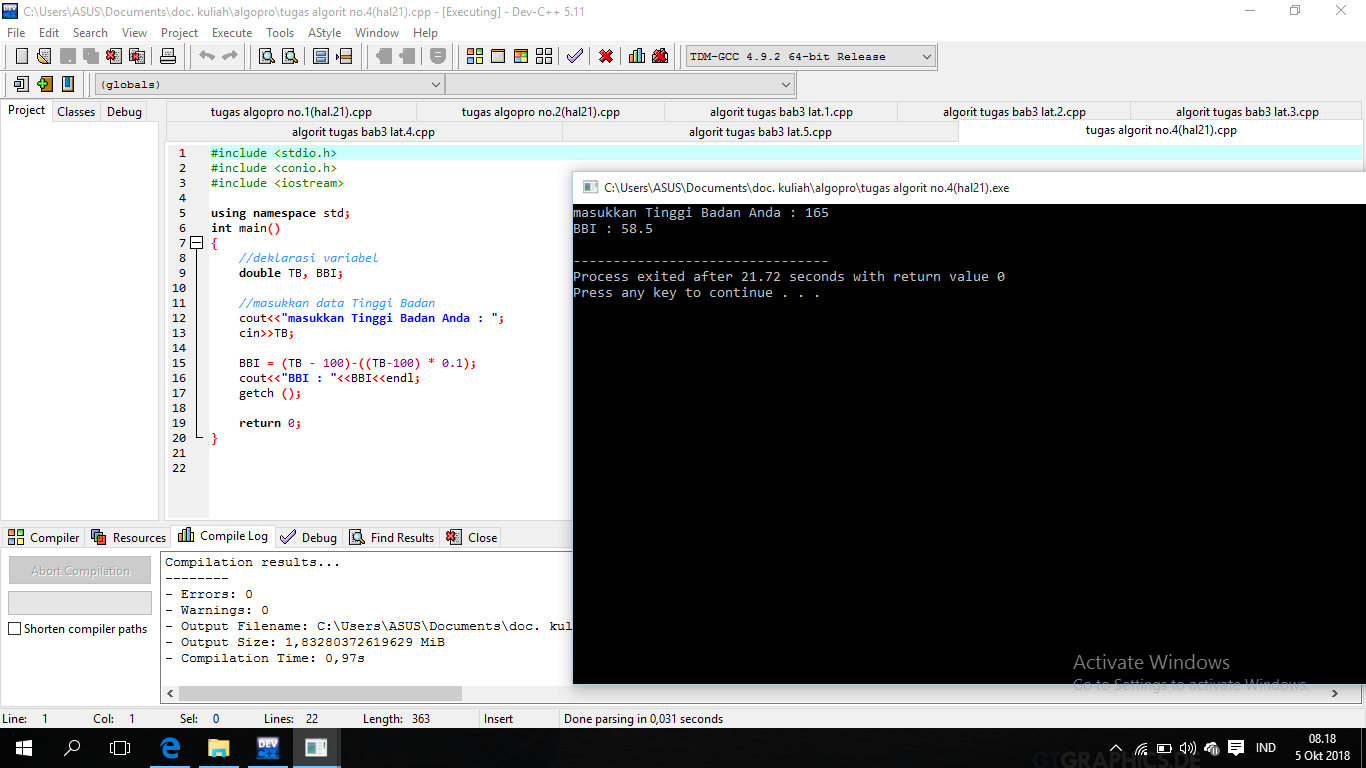 C:\Users\ASUS\Documents\doc. kuliah\algopro\tugas algorit no.4(hal21).cpp - [Executing] - Dev-C++ 5.11
File Edit Search View Project Execute Tools AStyle Window Help
TDM-GCC 4.9.2 64-bit Release
(globals)
Project Classes Debug
tugas algopro no.1(hal.21).cpp tugas algopro no.2(hal21).cpp algorit tugas bab3 lat.1.cpp algorit tugas bab3 lat.2.cpp algorit tugas bab3 lat.3.cpp
algorit tugas bab3 lat.4.cpp algorit tugas bab3 lat.5.cpp tugas algorit no.4(hal21).cpp
1 #include <stdio.h>
2 #include <conio.h>
3 #include <iostream>
4
5 using namespace std;
6 int main()
7 {
8 //deklarasi variabel
9 double TB, BBI;
10
11 //masukkan data Tinggi Badan
12 cout<<"masukkan Tinggi Badan Anda : ";
13 cin>>TB;
14
15 BBI = (TB - 100)-((TB-100) * 0.1);
16 cout<<"BBI : "<<BBI<<endl;
17 getch ();
18
19 return 0;
20 }
21
22
C:\Users\ASUS\Documents\doc. kuliah\algopro\tugas algorit no.4(hal21).exe
masukkan Tinggi Badan Anda : 165
BBI : 58.5
--------------------------------
Process exited after 21.72 seconds with return value 0
Press any key to continue . . .
Compiler Resources Compile Log Debug Find Results Close
Abort Compilation
Shorten compiler paths
Compilation results...
--------
- Errors: 0
- Warnings: 0
- Output Filename: C:\Users\ASUS\Documents\doc. kul
- Output Size: 1,83280372619629 MiB
- Compilation Time: 0,97s
Activate Windows
Go to Settings to activate Windows.
Line: 1 Col: 1 Sel: 0 Lines: 22 Length: 363 Insert Done parsing in 0,031 seconds
DEV
IND
08.18
5 Okt 2018
GTGRAPHICS.DE